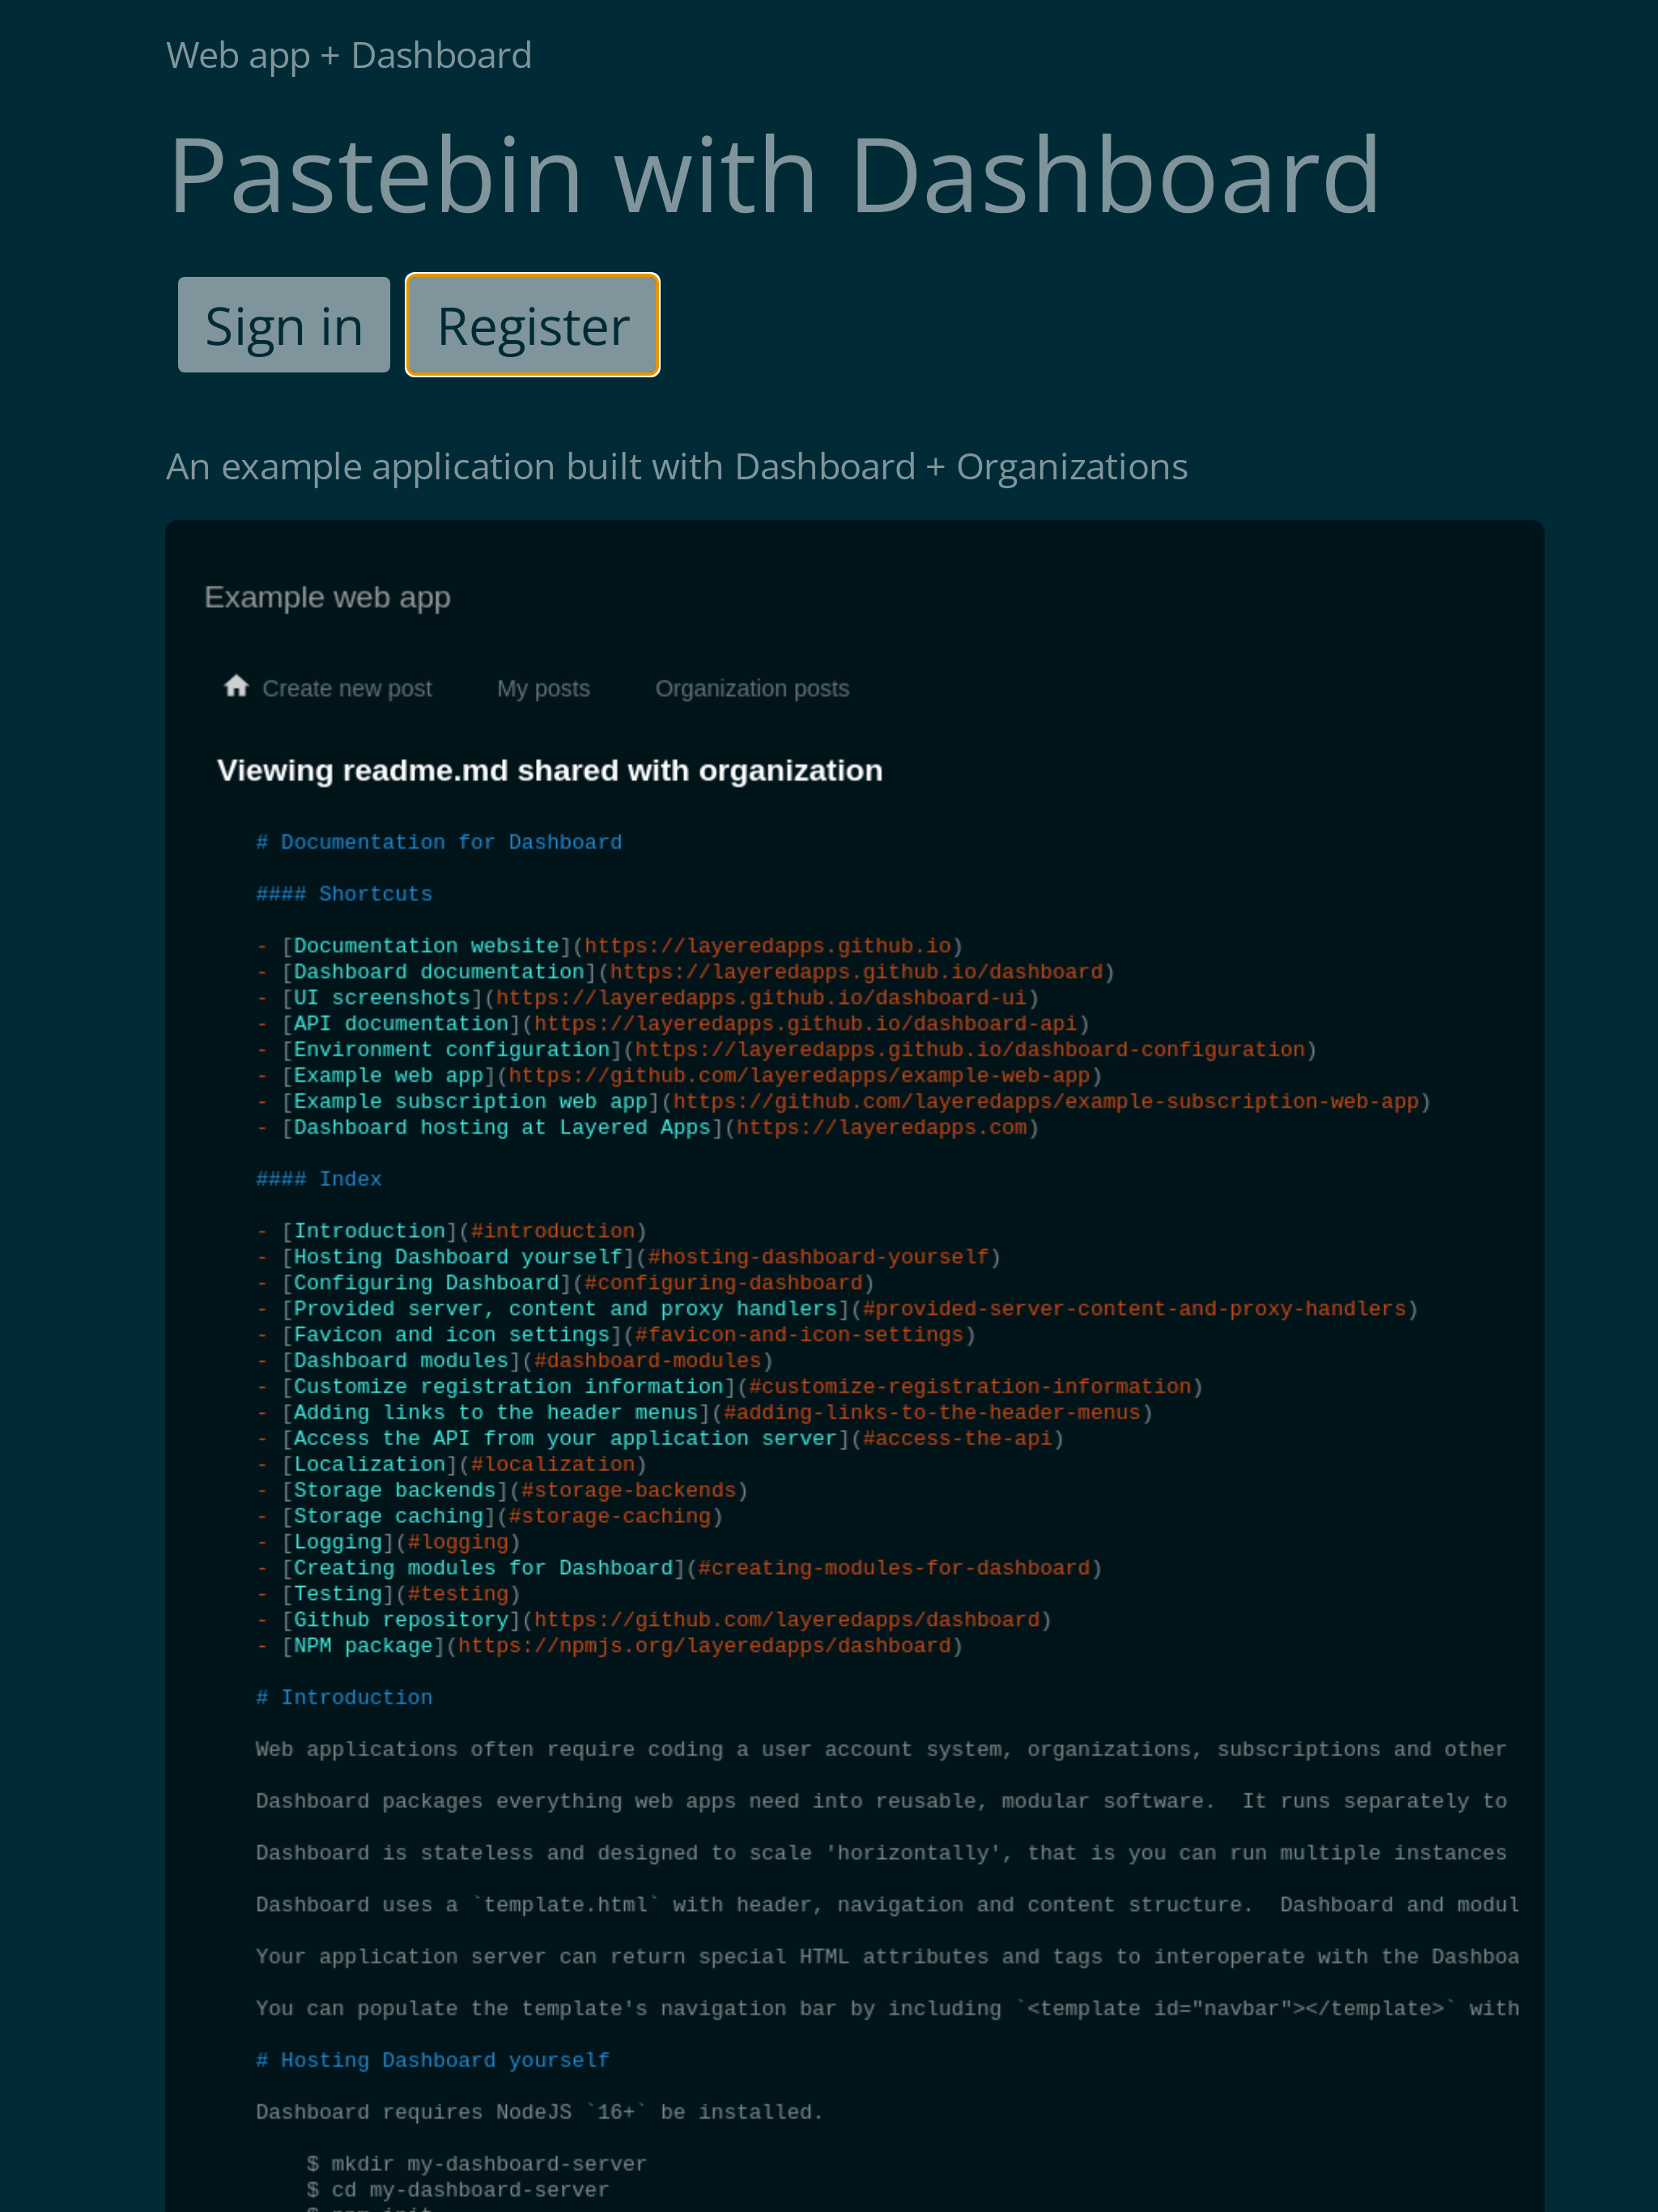 Web app + Dashboard
Pastebin with Dashboard
Sign in Register
An example application built with Dashboard + Organizations
Example web app
Create new post My posts Organization posts
Viewing readme.md shared with organization
# Documentation for Dashboard
#### Shortcuts
- [Documentation website](https://layeredapps.github.io)
- [Dashboard documentation](https://layeredapps.github.io/dashboard)
- [UI screenshots](https://layeredapps.github.io/dashboard-ui)
- [API documentation](https://layeredapps.github.io/dashboard-api)
- [Environment configuration](https://layeredapps.github.io/dashboard-configuration)
- [Example web app](https://github.com/layeredapps/example-web-app)
- [Example subscription web app](https://github.com/layeredapps/example-subscription-web-app)
- [Dashboard hosting at Layered Apps](https://layeredapps.com)
#### Index
- [Introduction](#introduction)
- [Hosting Dashboard yourself](#hosting-dashboard-yourself)
- [Configuring Dashboard](#configuring-dashboard)
- [Provided server, content and proxy handlers](#provided-server-content-and-proxy-handlers)
- [Favicon and icon settings](#favicon-and-icon-settings)
- [Dashboard modules](#dashboard-modules)
- [Customize registration information](#customize-registration-information)
- [Adding links to the header menus](#adding-links-to-the-header-menus)
- [Access the API from your application server](#access-the-api)
- [Localization](#localization)
- [Storage backends](#storage-backends)
- [Storage caching](#storage-caching)
- [Logging](#logging)
- [Creating modules for Dashboard](#creating-modules-for-dashboard)
- [Testing](#testing)
- [Github repository](https://github.com/layeredapps/dashboard)
- [NPM package](https://npmjs.org/layeredapps/dashboard)
# Introduction
Web applications often require coding a user account system, organizations, subscriptions and other
Dashboard packages everything web apps need into reusable, modular software.  It runs separately to
Dashboard is stateless and designed to scale 'horizontally', that is you can run multiple instances
Dashboard uses a `template.html` with header, navigation and content structure.  Dashboard and modul
Your application server can return special HTML attributes and tags to interoperate with the Dashboa
You can populate the template's navigation bar by including `<template id="navbar"></template>` with
# Hosting Dashboard yourself
Dashboard requires NodeJS `16+` be installed.
$ mkdir my-dashboard-server
$ cd my-dashboard-server